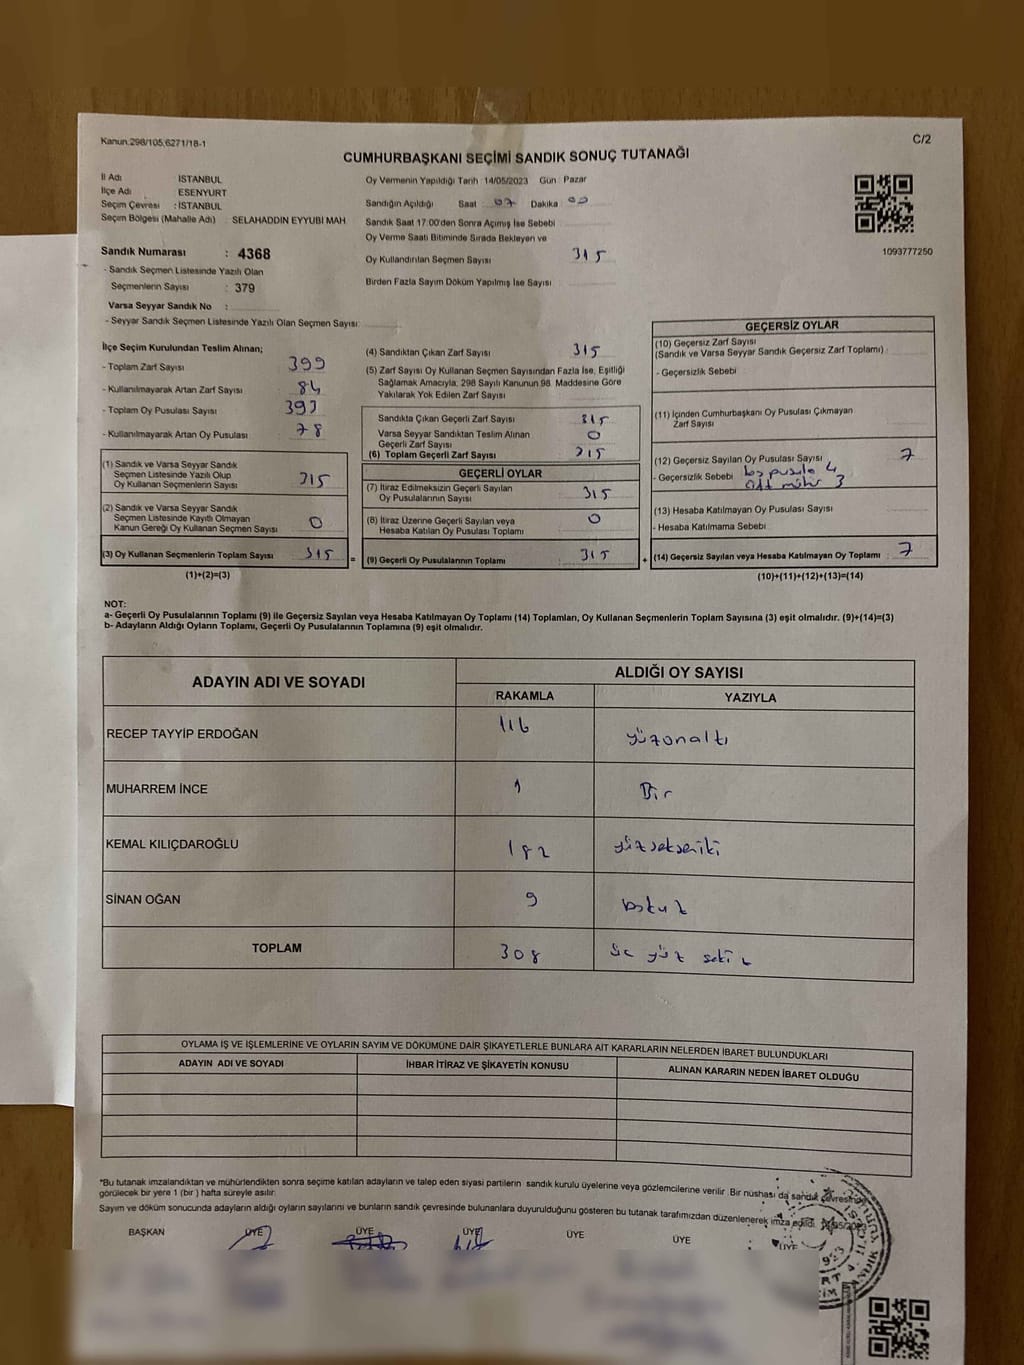 Kanun:298/105;6271/18-1
C/2
CUMHURBAŞKANI SEÇİMİ SANDIK SONUÇ TUTANAĞI
İl Adı İSTANBUL
İlçe Adı ESENYURT
Seçim Çevresi : İSTANBUL
Seçim Bölgesi (Mahalle Adı) : SELAHADDIN EYYUBI MAH.
Sandık Numarası : 4368
- Sandık Seçmen Listesinde Yazılı Olan
Seçmenlerin Sayısı : 379
Varsa Seyyar Sandık No :
- Seyyar Sandık Seçmen Listesinde Yazılı Olan Seçmen Sayısı:
Oy Vermenin Yapıldığı Tarih 14/05/2023 Gün : Pazar
Sandığın Açıldığı Saat Dakika
Sandık Saat 17:00'den Sonra Açılmış İse Sebebi
Oy Verme Saati Bitiminde Sırada Bekleyen ve
Oy Kullandırılan Seçmen Sayısı 315
Birden Fazla Sayım Döküm Yapılmış İse Sayısı
1093777250
İlçe Seçim Kurulundan Teslim Alınan;
- Toplam Zarf Sayısı 399
- Kullanılmayarak Artan Zarf Sayısı 84
- Toplam Oy Pusulası Sayısı 393
- Kullanılmayarak Artan Oy Pusulası 78
(1) Sandık ve Varsa Seyyar Sandık
Seçmen Listesinde Yazılı Olup
Oy Kullanan Seçmenlerin Sayısı 315
(2) Sandık ve Varsa Seyyar Sandık
Seçmen Listesinde Kayıtlı Olmayan
Kanun Gereği Oy Kullanan Seçmen Sayısı 0
(3) Oy Kullanan Seçmenlerin Toplam Sayısı 315 =
(1)+(2)=(3)
(4) Sandıktan Çıkan Zarf Sayısı 315
(5) Zarf Sayısı Oy Kullanan Seçmen Sayısından Fazla İse, Eşitliği
Sağlamak Amacıyla; 298 Sayılı Kanunun 98. Maddesine Göre
Yakılarak Yok Edilen Zarf Sayısı
Sandıkta Çıkan Geçerli Zarf Sayısı 315
Varsa Seyyar Sandıktan Teslim Alınan
Geçerli Zarf Sayısı 0
(6) Toplam Geçerli Zarf Sayısı 315
GEÇERLİ OYLAR
(7) İtiraz Edilmeksizin Geçerli Sayılan
Oy Pusulalarının Sayısı 315
(8) İtiraz Üzerine Geçerli Sayılan veya
Hesaba Katılan Oy Pusulaları Toplamı 0
(9) Geçerli Oy Pusulalarının Toplamı 315 +
GEÇERSİZ OYLAR
(10) Geçersiz Zarf Sayısı
(Sandık ve Varsa Seyyar Sandık Geçersiz Zarf Toplamı)
- Geçersizlik Sebebi
(11) İçinden Cumhurbaşkanı Oy Pusulası Çıkmayan
Zarf Sayısı
(12) Geçersiz Sayılan Oy Pusulası Sayısı 7
- Geçersizlik Sebebi boş pusula 4
mühür 3
(13) Hesaba Katılmayan Oy Pusulası Sayısı
- Hesaba Katılmama Sebebi
(14) Geçersiz Sayılan veya Hesaba Katılmayan Oy Toplamı 7
(10)+(11)+(12)+(13)=(14)
NOT:
a- Geçerli Oy Pusulalarının Toplamı (9) ile Geçersiz Sayılan veya Hesaba Katılmayan Oy Toplamı (14) Toplamları, Oy Kullanan Seçmenlerin Toplam Sayısına (3) eşit olmalıdır. (9)+(14)=(3)
b- Adayların Aldığı Oyların Toplamı, Geçerli Oy Pusulalarının Toplamına (9) eşit olmalıdır.
ADAYIN ADI VE SOYADI
ALDIĞI OY SAYISI
RAKAMLA YAZIYLA
RECEP TAYYİP ERDOĞAN 116 yüzonaltı
MUHARREM İNCE 1 Bir
KEMAL KILIÇDAROĞLU 182 yüzsekseniki
SİNAN OĞAN 9 Dokuz
TOPLAM 308 üç yüz sekiz
OYLAMA İŞ VE İŞLEMLERİNE VE OYLARIN SAYIM VE DÖKÜMÜNE DAİR ŞİKAYETLERLE BUNLARA AİT KARARLARIN NELERDEN İBARET BULUNDUKLARI
ADAYIN ADI VE SOYADI İHBAR İTİRAZ VE ŞİKAYETİN KONUSU ALINAN KARARIN NEDEN İBARET OLDUĞU
*Bu tutanak imzalandıktan ve mühürlendikten sonra seçime katılan adayların ve talep eden siyasi partilerin sandık kurulu üyelerine veya gözlemcilerine verilir. Bir nüshası da sandık çevresinde
görülecek bir yere 1 (bir) hafta süreyle asılır.
Sayım ve döküm sonucunda adayların aldığı oyların sayılarını ve bunların sandık çevresinde bulunanlara duyurulduğunu gösteren bu tutanak tarafımızdan düzenlenerek imza edildi.
BAŞKAN ÜYE ÜYE ÜYE ÜYE ÜYE ÜYE